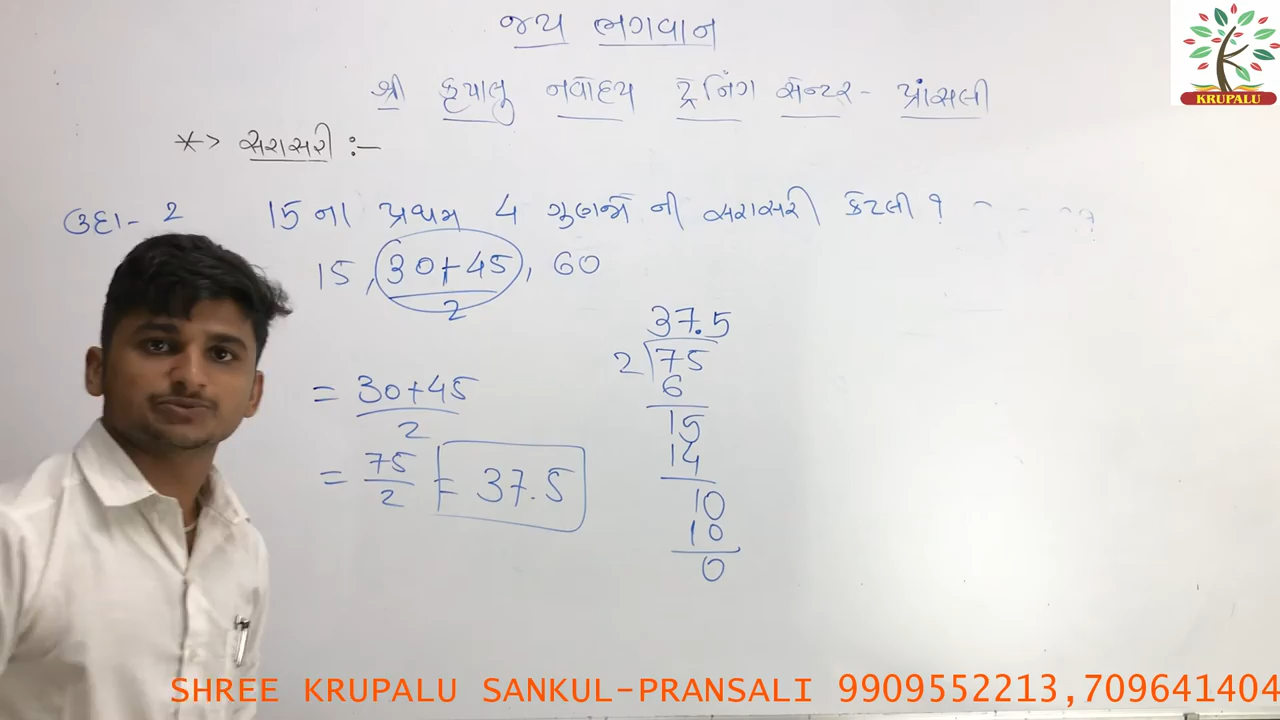 જય ભગવાન
KRUPALU
શ્રી કૃપાલુ નવોદય ટ્રેનિંગ સેન્ટર - પ્રાંસલી
*> સરાસરી :-
ઉદા- 2 15 ના પ્રથમ 4 ગુણજો ની સરાસરી કેટલી ?
15, 30+45, 60
2
37.5
2 75
6
= 30+45
2
15
14
= 75
2
= 37.5
10
10
0
SHREE KRUPALU SANKUL-PRANSALI 9909552213,709641404